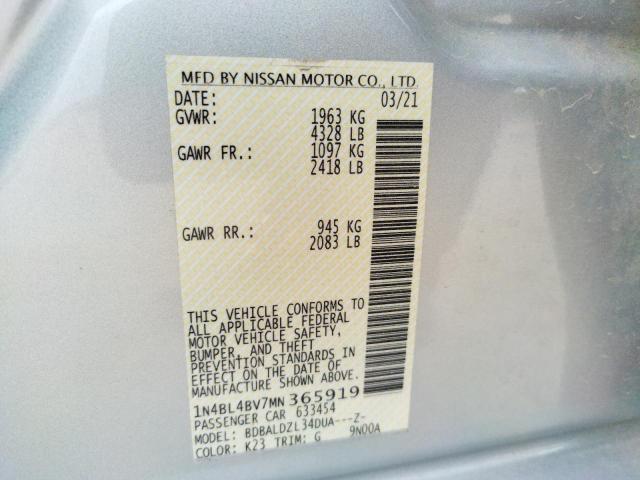 MFD BY NISSAN MOTOR CO., LTD.
DATE: 03/21
GVWR: 1963 KG
4328 LB
GAWR FR.: 1097 KG
2418 LB
GAWR RR.: 945 KG
2083 LB
THIS VEHICLE CONFORMS TO
ALL APPLICABLE FEDERAL
MOTOR VEHICLE SAFETY,
BUMPER, AND THEFT
PREVENTION STANDARDS IN
EFFECT ON THE DATE OF
MANUFACTURE SHOWN ABOVE.
1N4BL4BV7MN365919
PASSENGER CAR 633454
MODEL: BDBALDZL34DUA---Z-
COLOR: K23 TRIM: G 9N00A